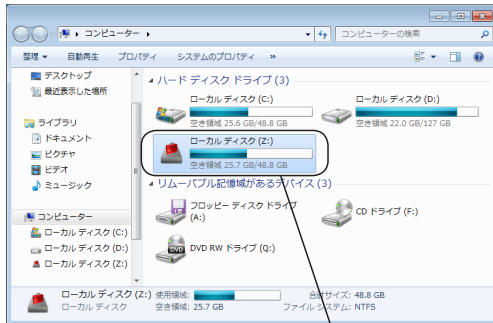 コンピューター
コンピューターの検索
整理 自動再生 プロパティ システムのプロパティ »
デスクトップ
最近表示した場所
ライブラリ
ドキュメント
ピクチャ
ビデオ
ミュージック
コンピューター
ローカル ディスク (C:)
ローカル ディスク (D:)
ローカル ディスク (Z:)
ハード ディスク ドライブ (3)
ローカル ディスク (C:)
空き領域 25.6 GB/48.8 GB
ローカル ディスク (D:)
空き領域 22.0 GB/127 GB
ローカル ディスク (Z:)
空き領域 25.7 GB/48.8 GB
リムーバブル記憶域があるデバイス (3)
フロッピー ディスク ドライブ
(A:)
CD ドライブ (F:)
DVD RW ドライブ (Q:)
ローカル ディスク (Z:) 使用領域: 合計サイズ: 48.8 GB
ローカル ディスク 空き領域: 25.7 GB ファイル システム: NTFS